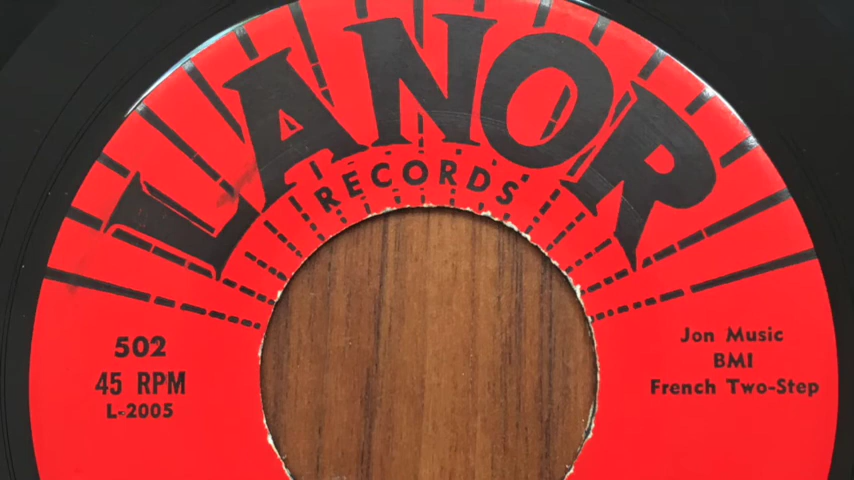 LANOR
RECORDS
502
45 RPM
L-2005
Jon Music
BMI
French Two-Step